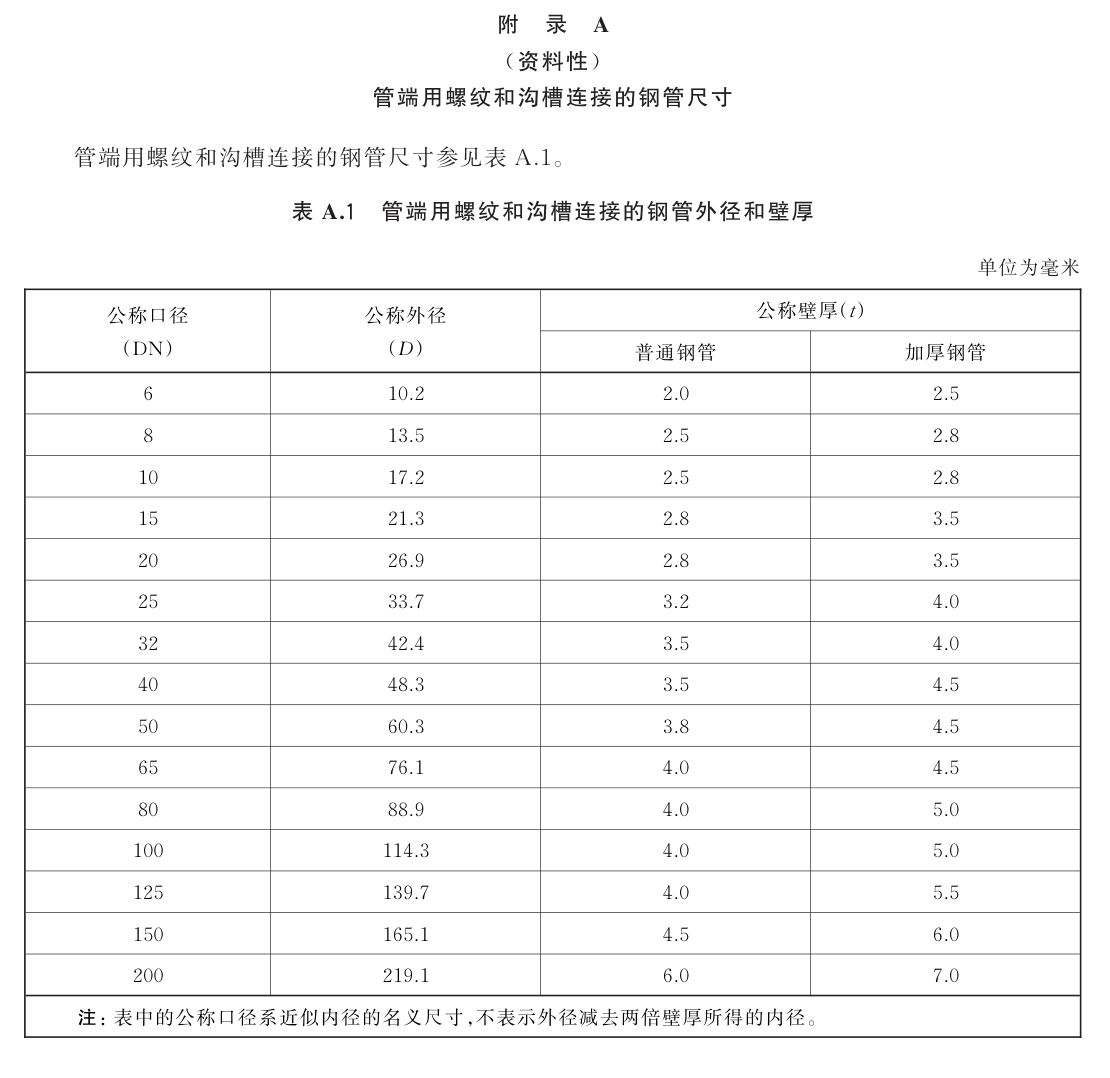 附 录 A
（资料性）
管端用螺纹和沟槽连接的钢管尺寸
管端用螺纹和沟槽连接的钢管尺寸参见表 A.1。
表 A.1 管端用螺纹和沟槽连接的钢管外径和壁厚
单位为毫米
公称口径 公称外径 公称壁厚(t)
(DN) (D) 普通钢管 加厚钢管
6 10.2 2.0 2.5
8 13.5 2.5 2.8
10 17.2 2.5 2.8
15 21.3 2.8 3.5
20 26.9 2.8 3.5
25 33.7 3.2 4.0
32 42.4 3.5 4.0
40 48.3 3.5 4.5
50 60.3 3.8 4.5
65 76.1 4.0 4.5
80 88.9 4.0 5.0
100 114.3 4.0 5.0
125 139.7 4.0 5.5
150 165.1 4.5 6.0
200 219.1 6.0 7.0
注：表中的公称口径系近似内径的名义尺寸,不表示外径减去两倍壁厚所得的内径。